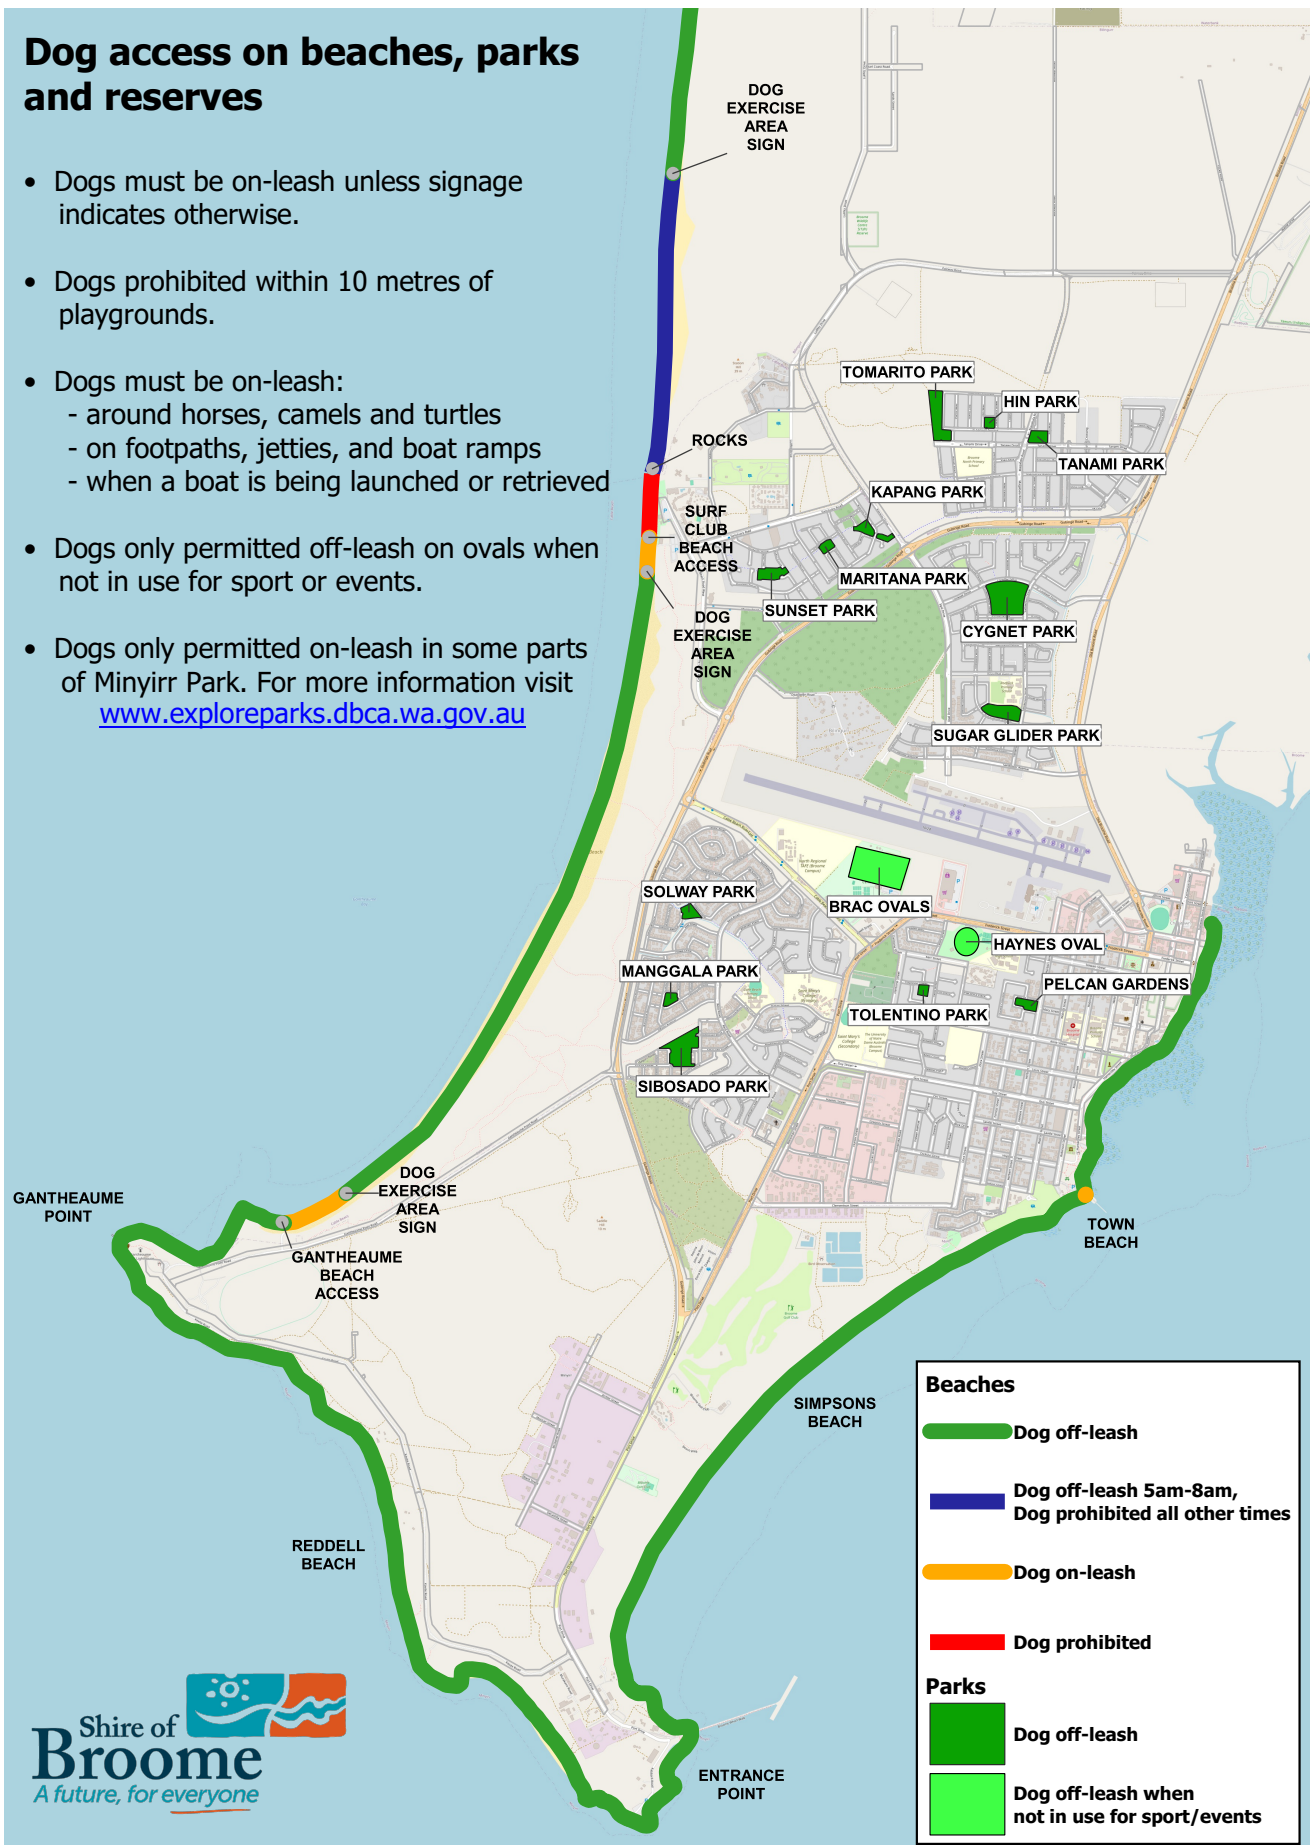 Dog access on beaches, parks
and reserves
• Dogs must be on-leash unless signage
indicates otherwise.
• Dogs prohibited within 10 metres of
playgrounds.
• Dogs must be on-leash:
- around horses, camels and turtles
- on footpaths, jetties, and boat ramps
- when a boat is being launched or retrieved
• Dogs only permitted off-leash on ovals when
not in use for sport or events.
• Dogs only permitted on-leash in some parts
of Minyirr Park. For more information visit
www.exploreparks.dbca.wa.gov.au
DOG
EXERCISE
AREA
SIGN
TOMARITO PARK
HIN PARK
TANAMI PARK
ROCKS
KAPANG PARK
SURF
CLUB
BEACH
ACCESS
MARITANA PARK
SUNSET PARK
DOG
EXERCISE
AREA
SIGN
CYGNET PARK
SUGAR GLIDER PARK
SOLWAY PARK
BRAC OVALS
HAYNES OVAL
MANGGALA PARK
PELCAN GARDENS
TOLENTINO PARK
SIBOSADO PARK
DOG
EXERCISE
AREA
SIGN
GANTHEAUME
POINT
GANTHEAUME
BEACH
ACCESS
TOWN
BEACH
SIMPSONS
BEACH
REDDELL
BEACH
ENTRANCE
POINT
Beaches
Dog off-leash
Dog off-leash 5am-8am,
Dog prohibited all other times
Dog on-leash
Dog prohibited
Parks
Dog off-leash
Dog off-leash when
not in use for sport/events
Shire of
Broome
A future, for everyone